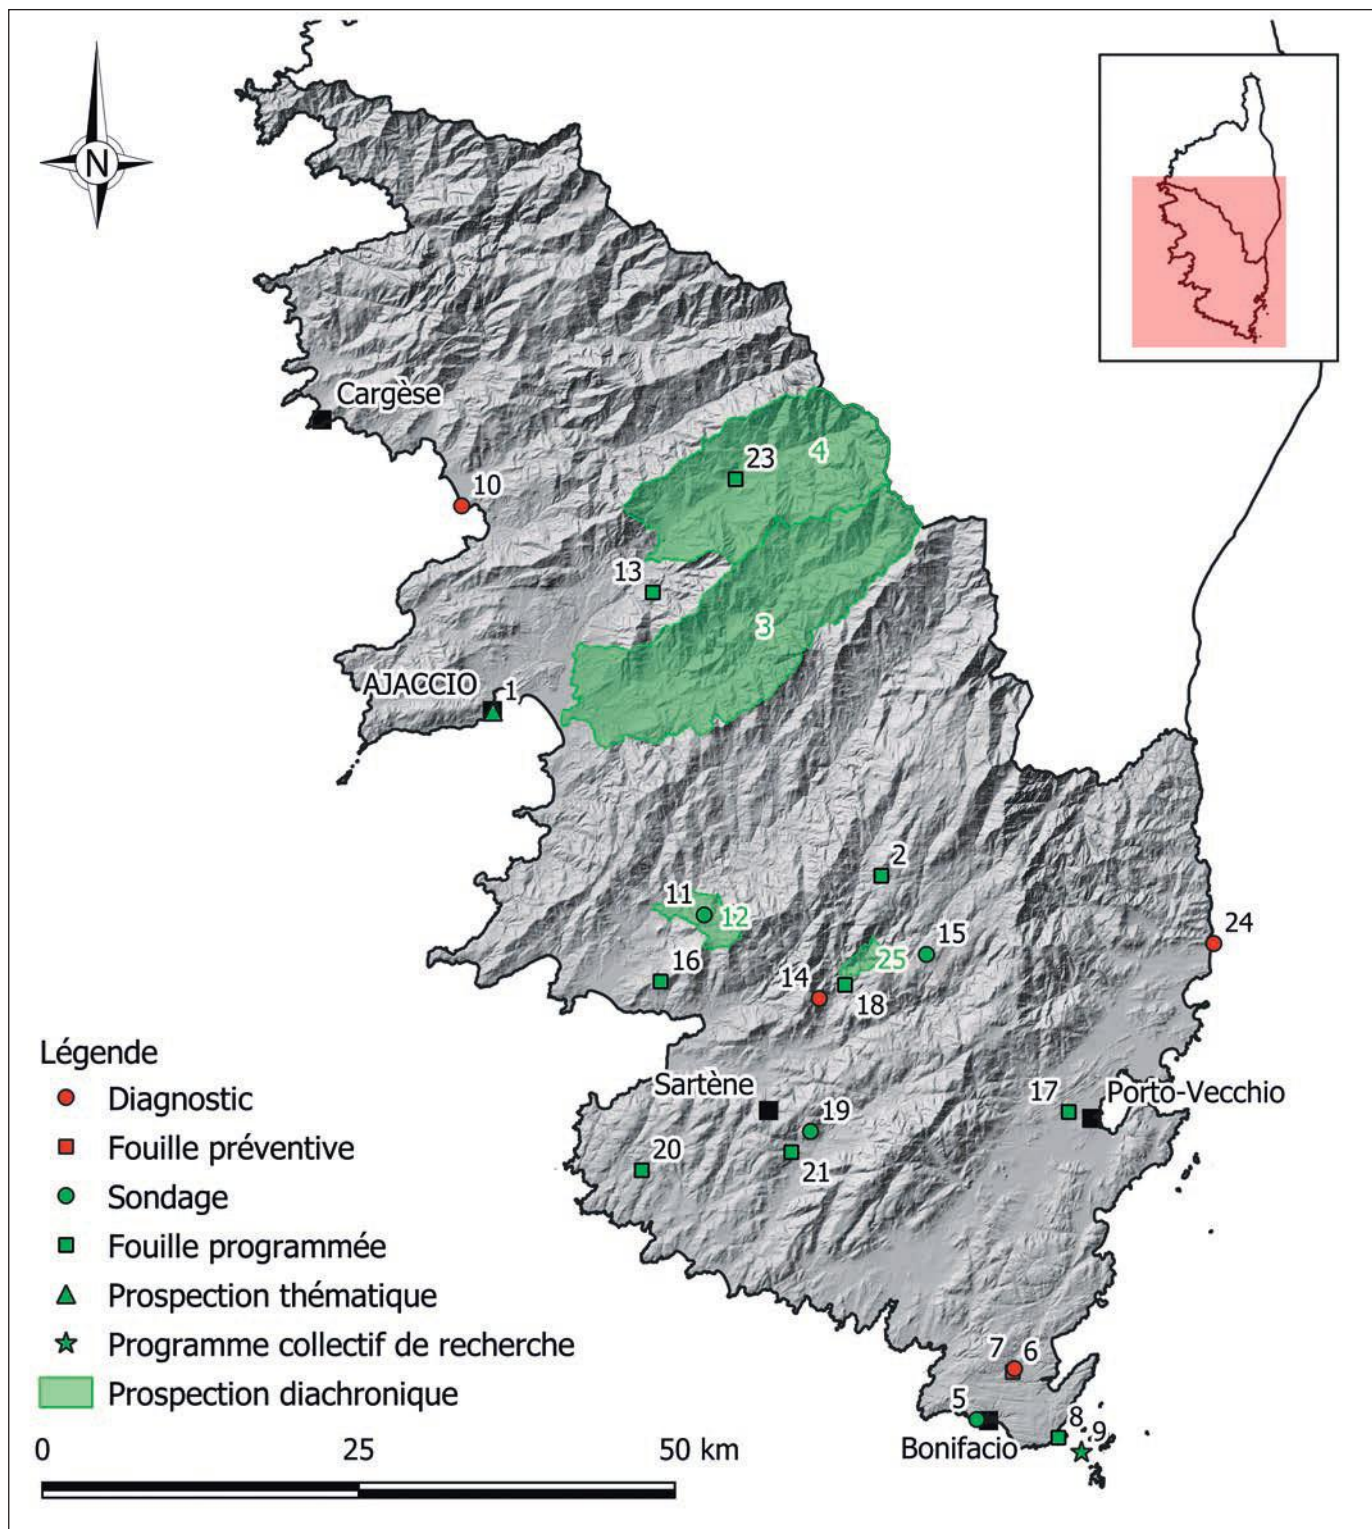 N
Cargèse
10
23
4
13
3
AJACCIO
1
2
11
12
24
15
25
16
14
18
Légende
Diagnostic
Fouille préventive
Sondage
Fouille programmée
Prospection thématique
Programme collectif de recherche
Prospection diachronique
Sartène
17
Porto-Vecchio
19
20
21
7
6
5
8
9
Bonifacio
0
25
50 km